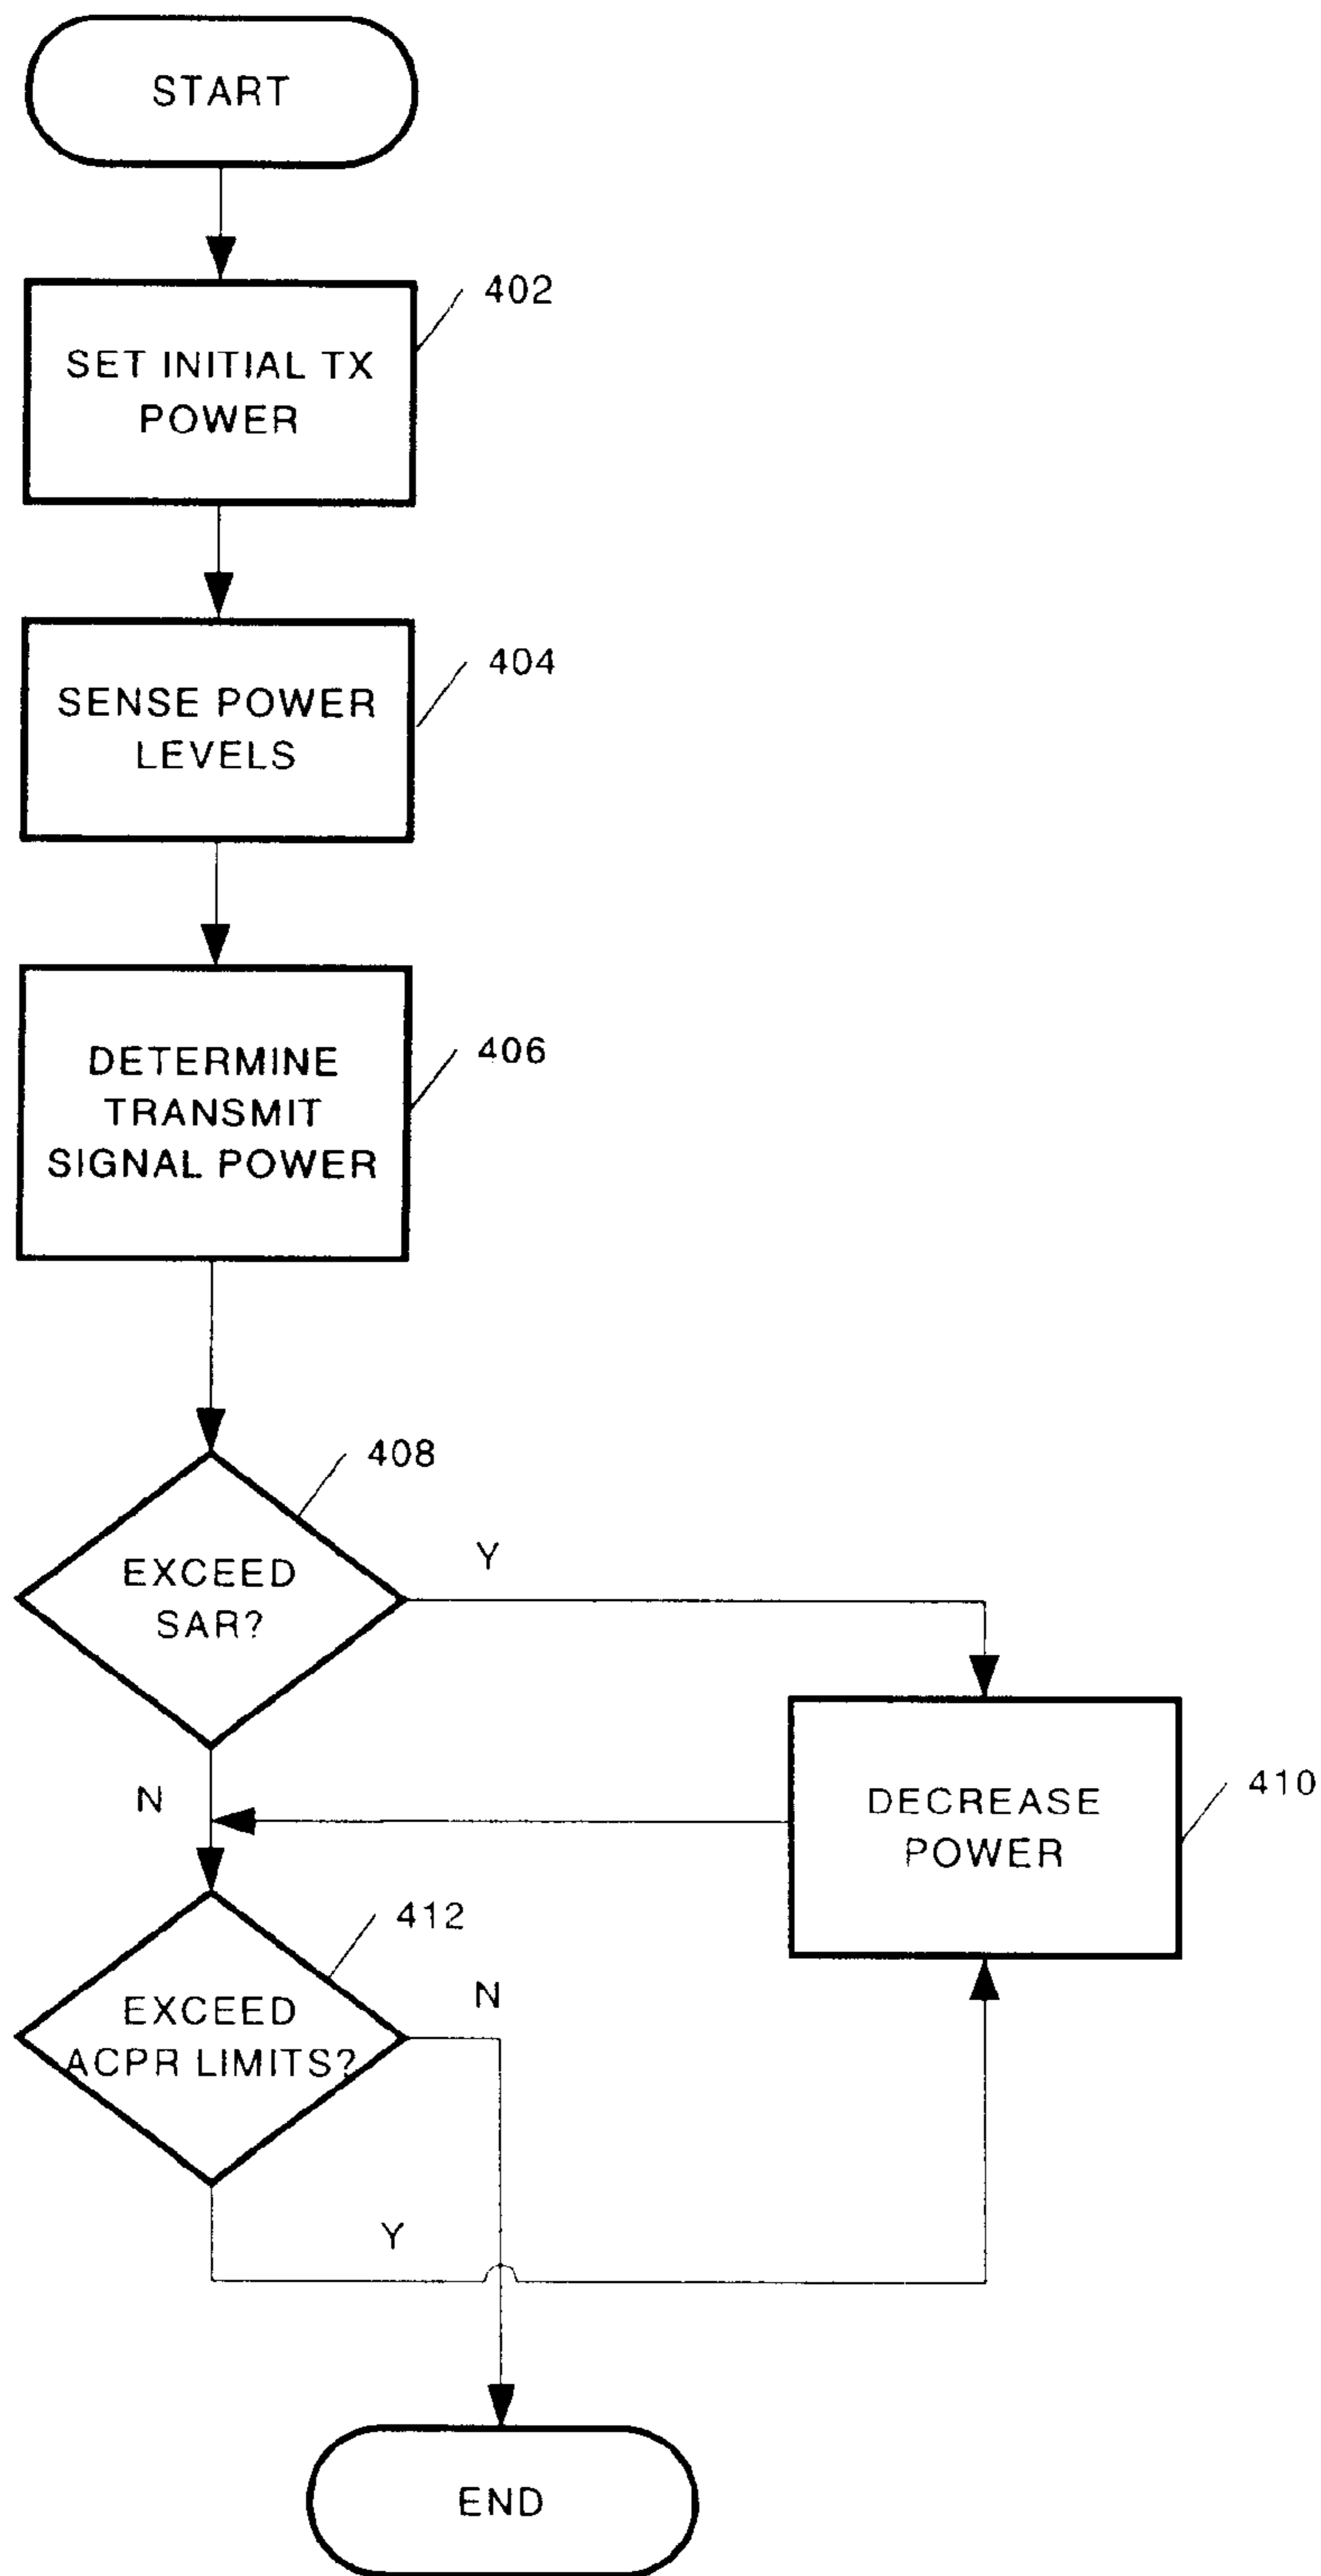 START
402
SET INITIAL TX
POWER
404
SENSE POWER
LEVELS
406
DETERMINE
TRANSMIT
SIGNAL POWER
408
EXCEED
SAR?
Y
N
DECREASE
POWER
410
412
EXCEED
ACPR LIMITS?
N
Y
END